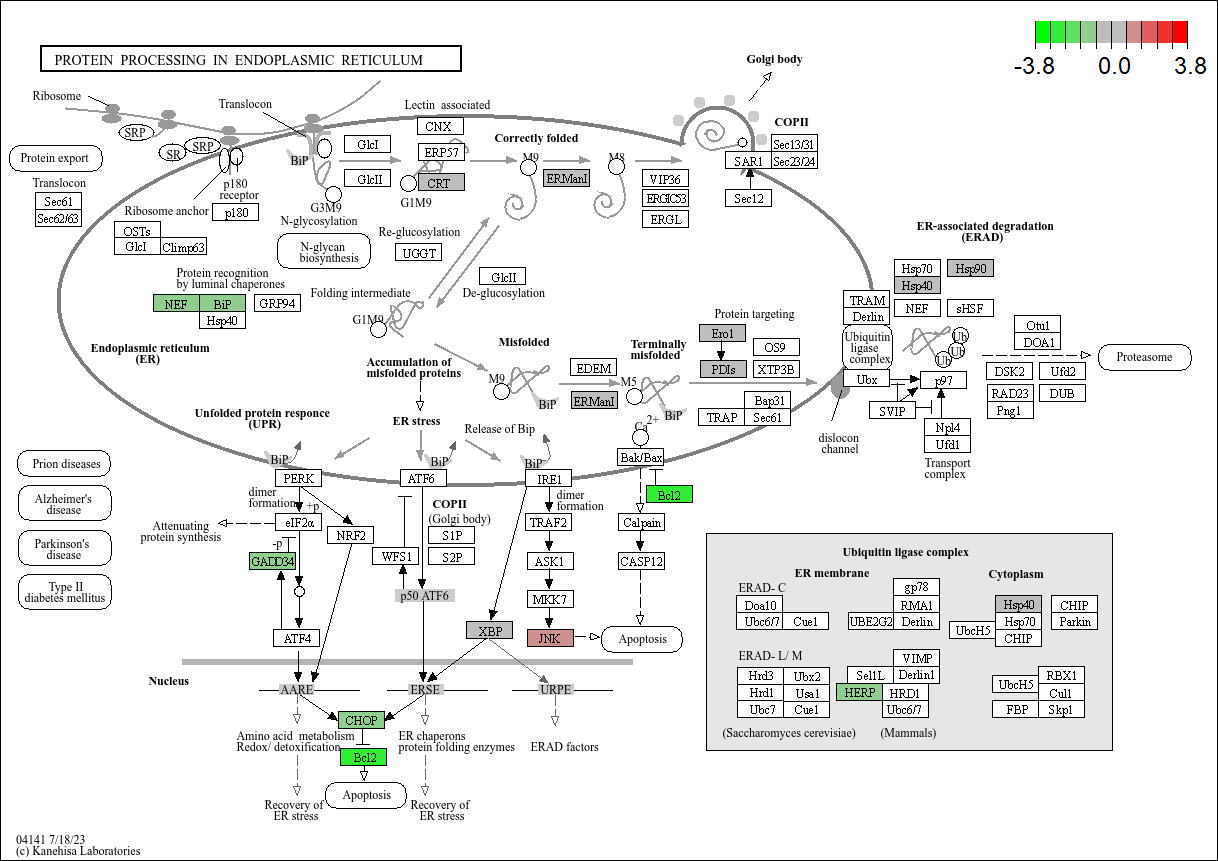 PROTEIN PROCESSING IN ENDOPLASMIC RETICULUM
-3.8 0.0 3.8
Golgi body
Ribosome
Translocon
Lectin associated
CNX
COPII
SRP
SRP
SR
GlcI
ERP57
Correctly folded
Sec13/31
Protein export
BiP
M9
M8
SAR1
Sec23/24
GlcII
CRT
ERManI
VIP36
Translocon
p180
receptor
G1M9
ERGIC53
Sec12
Sec61
Sec62/63
Ribosome anchor
p180
G3M9
N-glycosylation
ERGL
OSTs
GlcI
Climp63
N-glycan
biosynthesis
Re-glucosylation
UGGT
ER-associated degradation
(ERAD)
Protein recognition
by luminal chaperones
GlcII
De-glucosylation
Hsp70
Hsp90
Hsp40
NEF
BiP
GRP94
Hsp40
Folding intermediate
G1M9
TRAM
Derlin
NEF
sHSF
Protein targeting
Ero1
OS9
PDIs
XTP3B
Ubiquitin
ligase
complex
Ub
Ub
Ub
Otu1
DOA1
Proteasome
Endoplasmic reticulum
(ER)
Accumulation of
misfolded proteins
Misfolded
Terminally
misfolded
EDEM
M9
M5
ERManI
BiP
BiP
Ubx
p97
DSK2
Ufd2
RAD23
DUB
Png1
Bap31
TRAP
Sec61
SVIP
Npl4
Ufd1
Transport
complex
dislocon
channel
Unfolded protein responce
(UPR)
ER stress
Release of Bip
Ca2+
Bak/Bax
BiP
BiP
BiP
PERK
ATF6
IRE1
Bcl2
Prion diseases
Alzheimer's
disease
Parkinson's
disease
Type II
diabetes mellitus
dimer
formation
+p
eIF2α
NRF2
Attenuating
protein synthesis
-p
GADD34
ATF4
COPII
(Golgi body)
S1P
S2P
WFS1
p50 ATF6
dimer
formation
TRAF2
ASK1
MKK7
JNK
XBP
Calpain
CASP12
Apoptosis
Nucleus
AARE
ERSE
URPE
CHOP
Bcl2
Apoptosis
Amino acid metabolism
Redox/ detoxification
ER chaperons
protein folding enzymes
ERAD factors
Recovery of
ER stress
Recovery of
ER stress
Ubiquitin ligase complex
ER membrane
Cytoplasm
ERAD- C
Doa10
Ubc6/7
Cue1
gp78
RMA1
UBE2G2
Derlin
Hsp40
CHIP
Hsp70
Parkin
UbcH5
CHIP
ERAD- L/ M
Hrd3
Ubx2
Hrd1
Usa1
Ubc7
Cue1
VIMP
Sel1L
Derlin1
HERP
HRD1
Ubc6/7
RBX1
UbcH5
Cul1
FBP
Skp1
(Saccharomyces cerevisiae)
(Mammals)
04141 7/18/23
(c) Kanehisa Laboratories